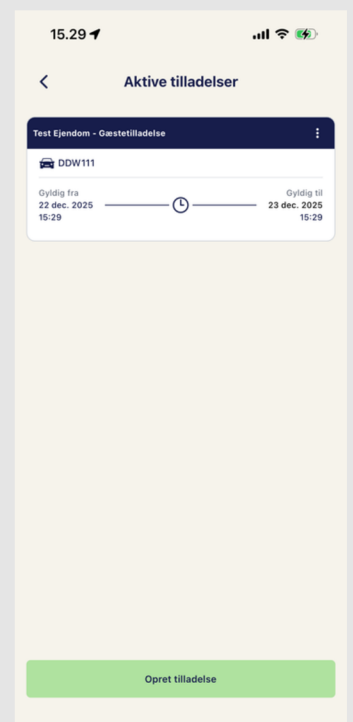 15.29
Aktive tilladelser
Test Ejendom - Gæstetilladelse
DDW111
Gyldig fra
22 dec. 2025
15:29
Gyldig til
23 dec. 2025
15:29
Opret tilladelse